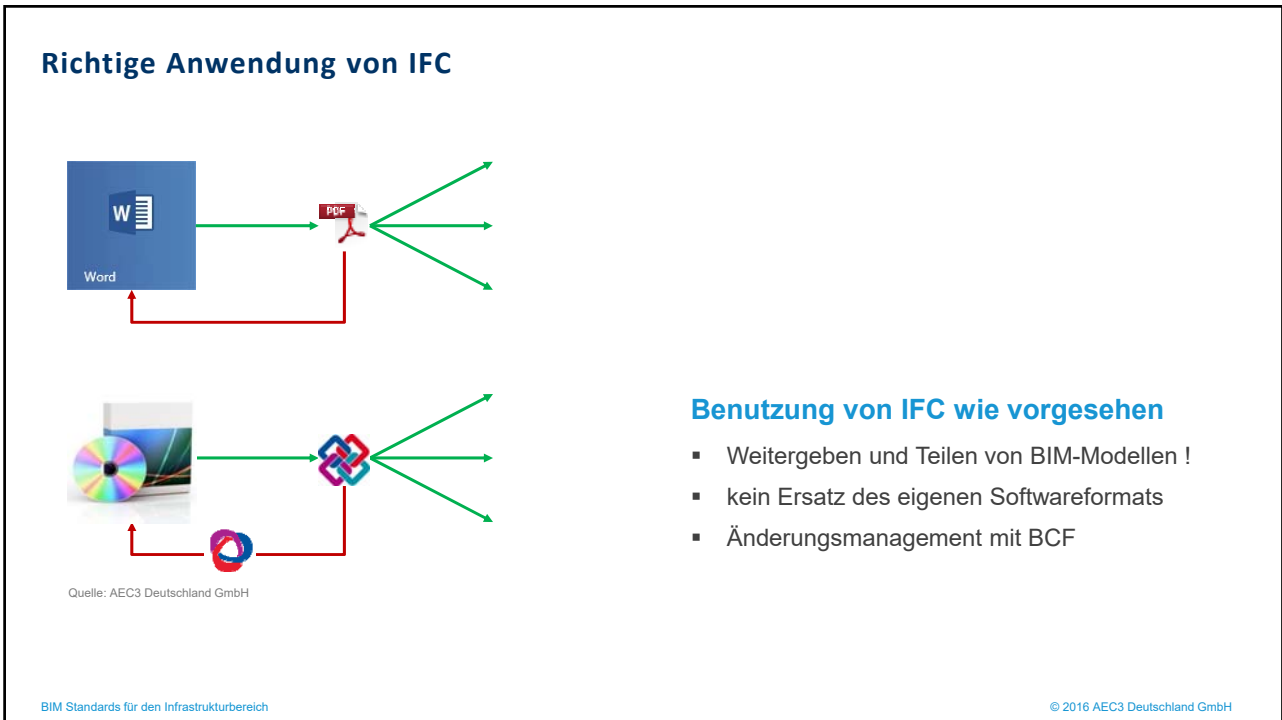 Richtige Anwendung von IFC
W
PDF
Word
Benutzung von IFC wie vorgesehen
▪ Weitergeben und Teilen von BIM-Modellen !
▪ kein Ersatz des eigenen Softwareformats
▪ Änderungsmanagement mit BCF
Quelle: AEC3 Deutschland GmbH
BIM Standards für den Infrastrukturbereich
© 2016 AEC3 Deutschland GmbH